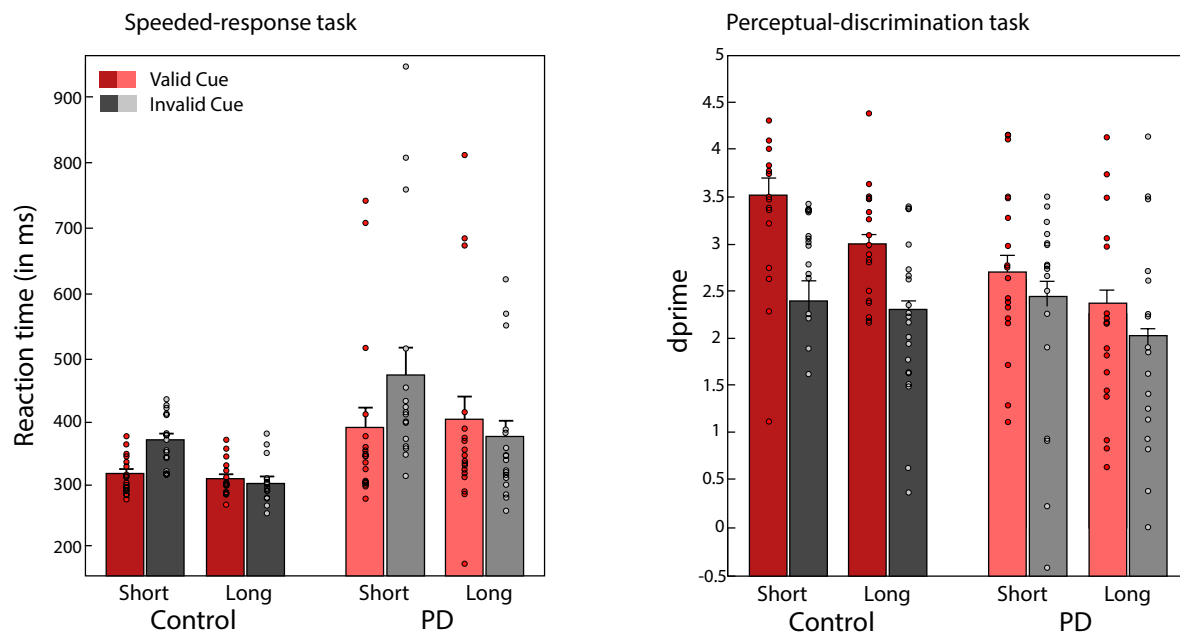 Speeded-response task
Valid Cue
Invalid Cue
Reaction time (in ms)
900
800
700
600
500
400
300
200
Short
Long
Short
Long
Control
PD
Perceptual-discrimination task
dprime
5
4.5
4
3.5
3
2.5
2
1.5
1
0.5
0
-0.5
Short
Long
Short
Long
Control
PD